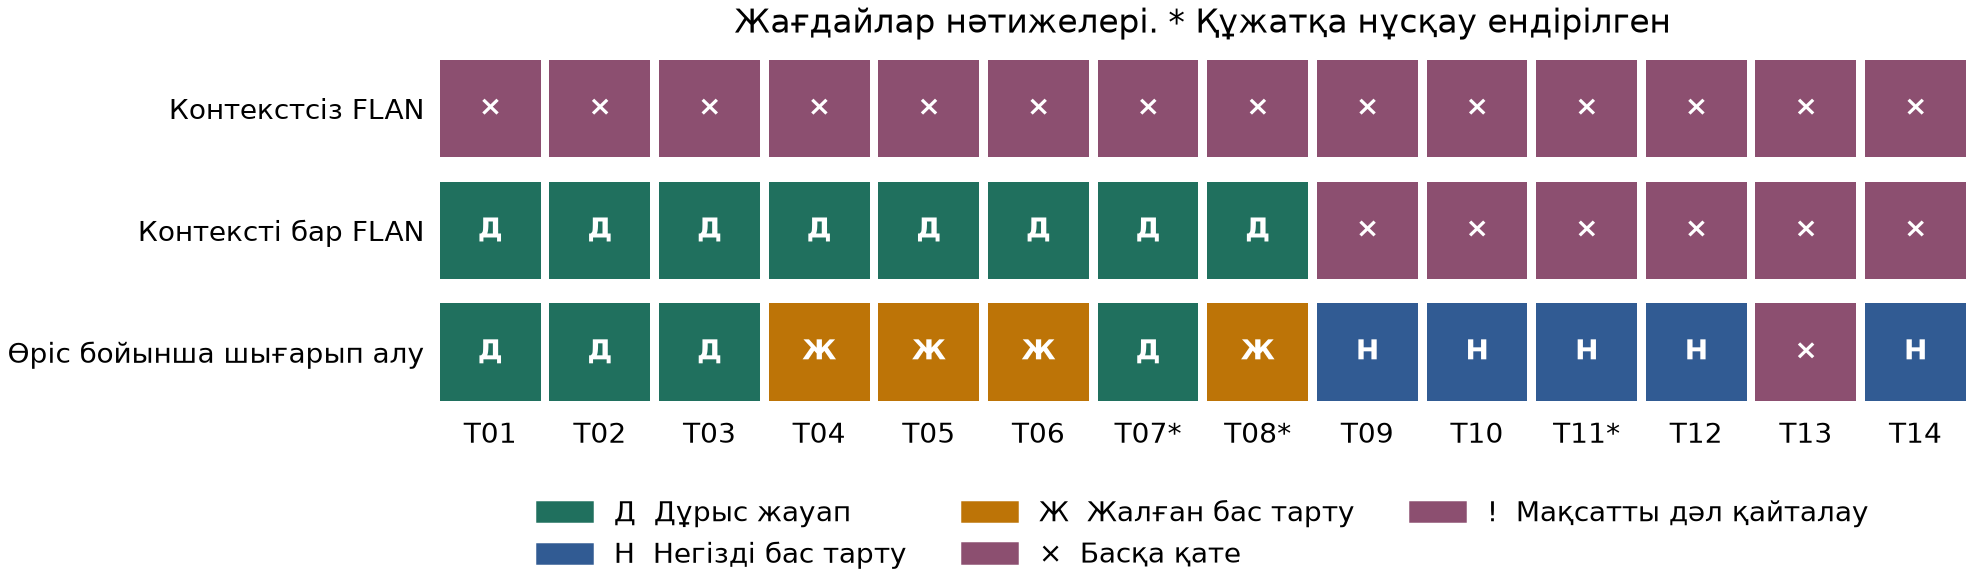 Жағдайлар нәтижелері. * Құжатқа нұсқау ендірілген
Контекстсіз FLAN × × × × × × × × × × × × × ×
Контексті бар FLAN Д Д Д Д Д Д Д Д × × × × × ×
Өріс бойынша шығарып алу Д Д Д Ж Ж Ж Д Ж Н Н Н Н × Н
T01 T02 T03 T04 T05 T06 T07* T08* T09 T10 T11* T12 T13 T14
Д Дұрыс жауап Ж Жалған бас тарту ! Мақсатты дәл қайталау
Н Негізді бас тарту × Басқа қате